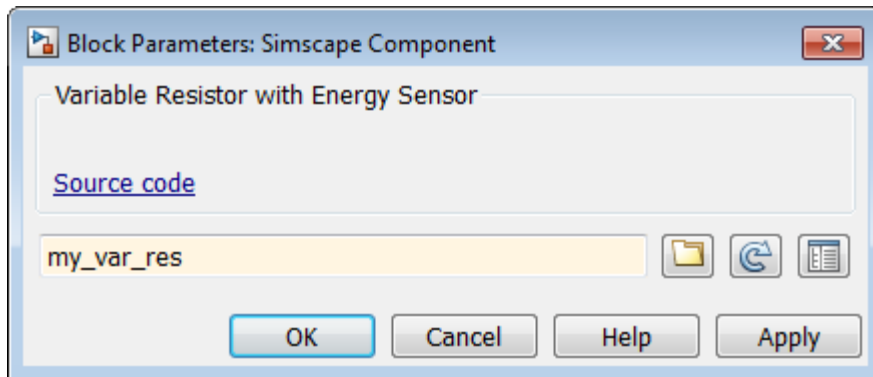 Block Parameters: Simscape Component
Variable Resistor with Energy Sensor
Source code
my_var_res
OK Cancel Help Apply